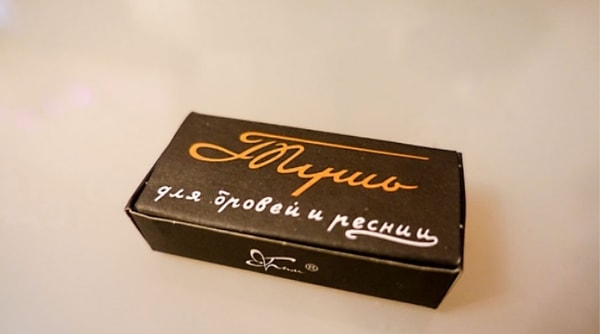 Тушь
для бровей и ресниц